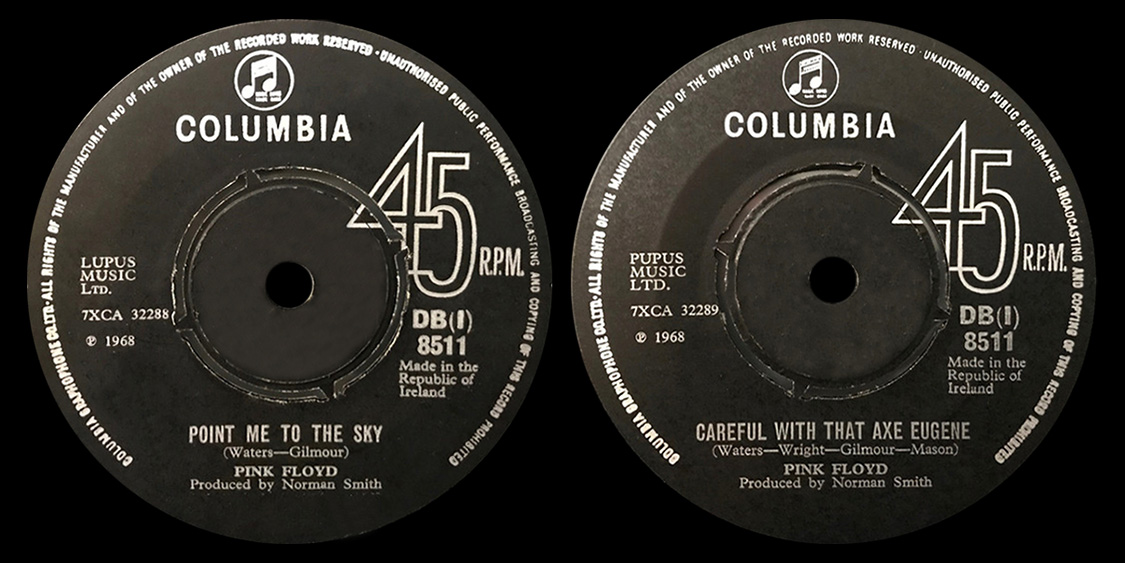 COLUMBIA GRAPHOPHONE CO. LTD. · ALL RIGHTS OF THE MANUFACTURER AND OF THE OWNER OF THE RECORDED WORK RESERVED · UNAUTHORISED PUBLIC PERFORMANCE BROADCASTING AND COPYING OF THIS RECORD PROHIBITED
COLUMBIA
45 R.P.M.
LUPUS
MUSIC
LTD.
7XCA 32288
℗ 1968
DB(I)
8511
Made in the
Republic of
Ireland
POINT ME TO THE SKY
(Waters—Gilmour)
PINK FLOYD
Produced by Norman Smith
COLUMBIA GRAPHOPHONE CO. LTD. · ALL RIGHTS OF THE MANUFACTURER AND OF THE OWNER OF THE RECORDED WORK RESERVED · UNAUTHORISED PUBLIC PERFORMANCE BROADCASTING AND COPYING OF THIS RECORD PROHIBITED
COLUMBIA
45 R.P.M.
PUPUS
MUSIC
LTD.
7XCA 32289
℗ 1968
DB(I)
8511
Made in the
Republic of
Ireland
CAREFUL WITH THAT AXE EUGENE
(Waters—Wright—Gilmour—Mason)
PINK FLOYD
Produced by Norman Smith